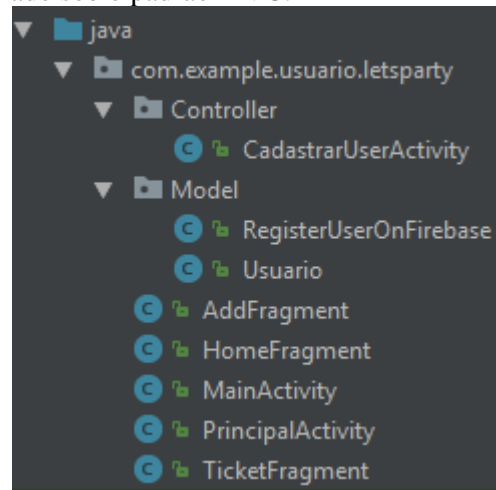 java
com.example.usuario.letsparty
Controller
CadastrarUserActivity
Model
RegisterUserOnFirebase
Usuario
AddFragment
HomeFragment
MainActivity
PrincipalActivity
TicketFragment